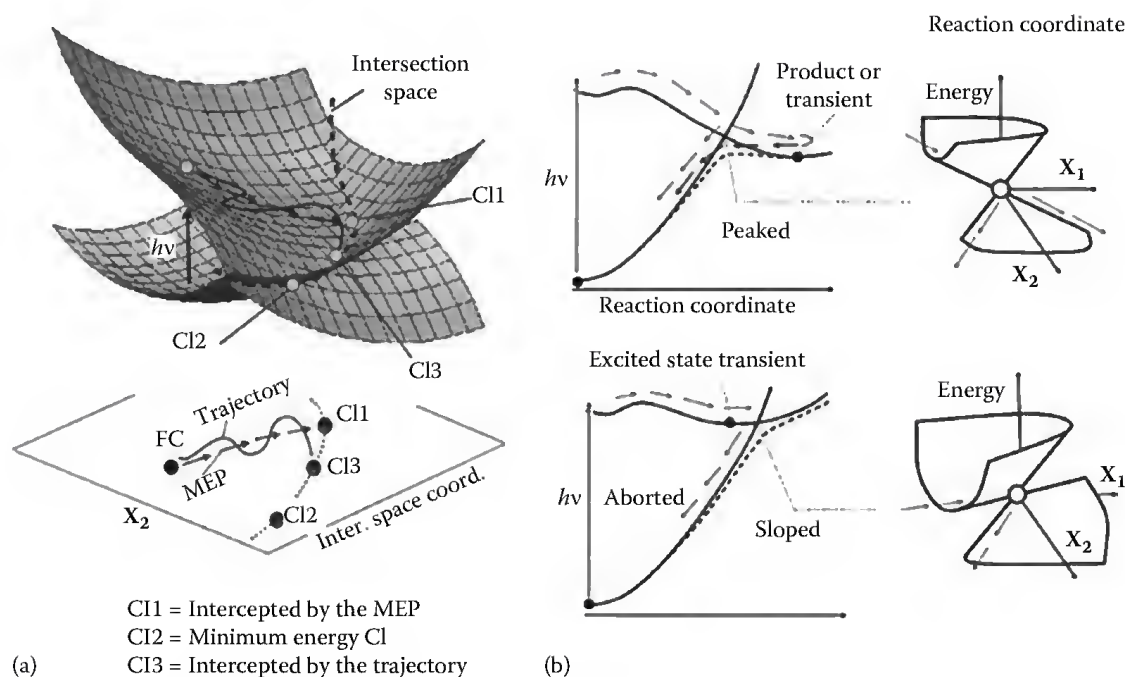 Intersection
space
CI1
hν
CI2
CI3
Trajectory
FC
CI1
MEP
CI3
X2
CI2
Inter. space coord.
CI1 = Intercepted by the MEP
CI2 = Minimum energy CI
CI3 = Intercepted by the trajectory
(a)
Reaction coordinate
Product or
transient
Energy
hν
X1
Peaked
X2
Reaction coordinate
Excited state transient
Energy
hν
Aborted
X1
Sloped
X2
(b)